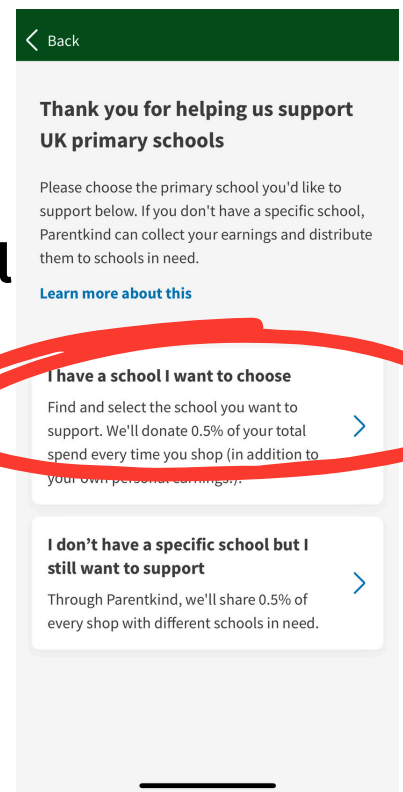 Back
Thank you for helping us support
UK primary schools
Please choose the primary school you'd like to
support below. If you don't have a specific school,
Parentkind can collect your earnings and distribute
them to schools in need.
l
Learn more about this
I have a school I want to choose
Find and select the school you want to
support. We'll donate 0.5% of your total
spend every time you shop (in addition to
your own personal earnings!).
I don’t have a specific school but I
still want to support
Through Parentkind, we'll share 0.5% of
every shop with different schools in need.